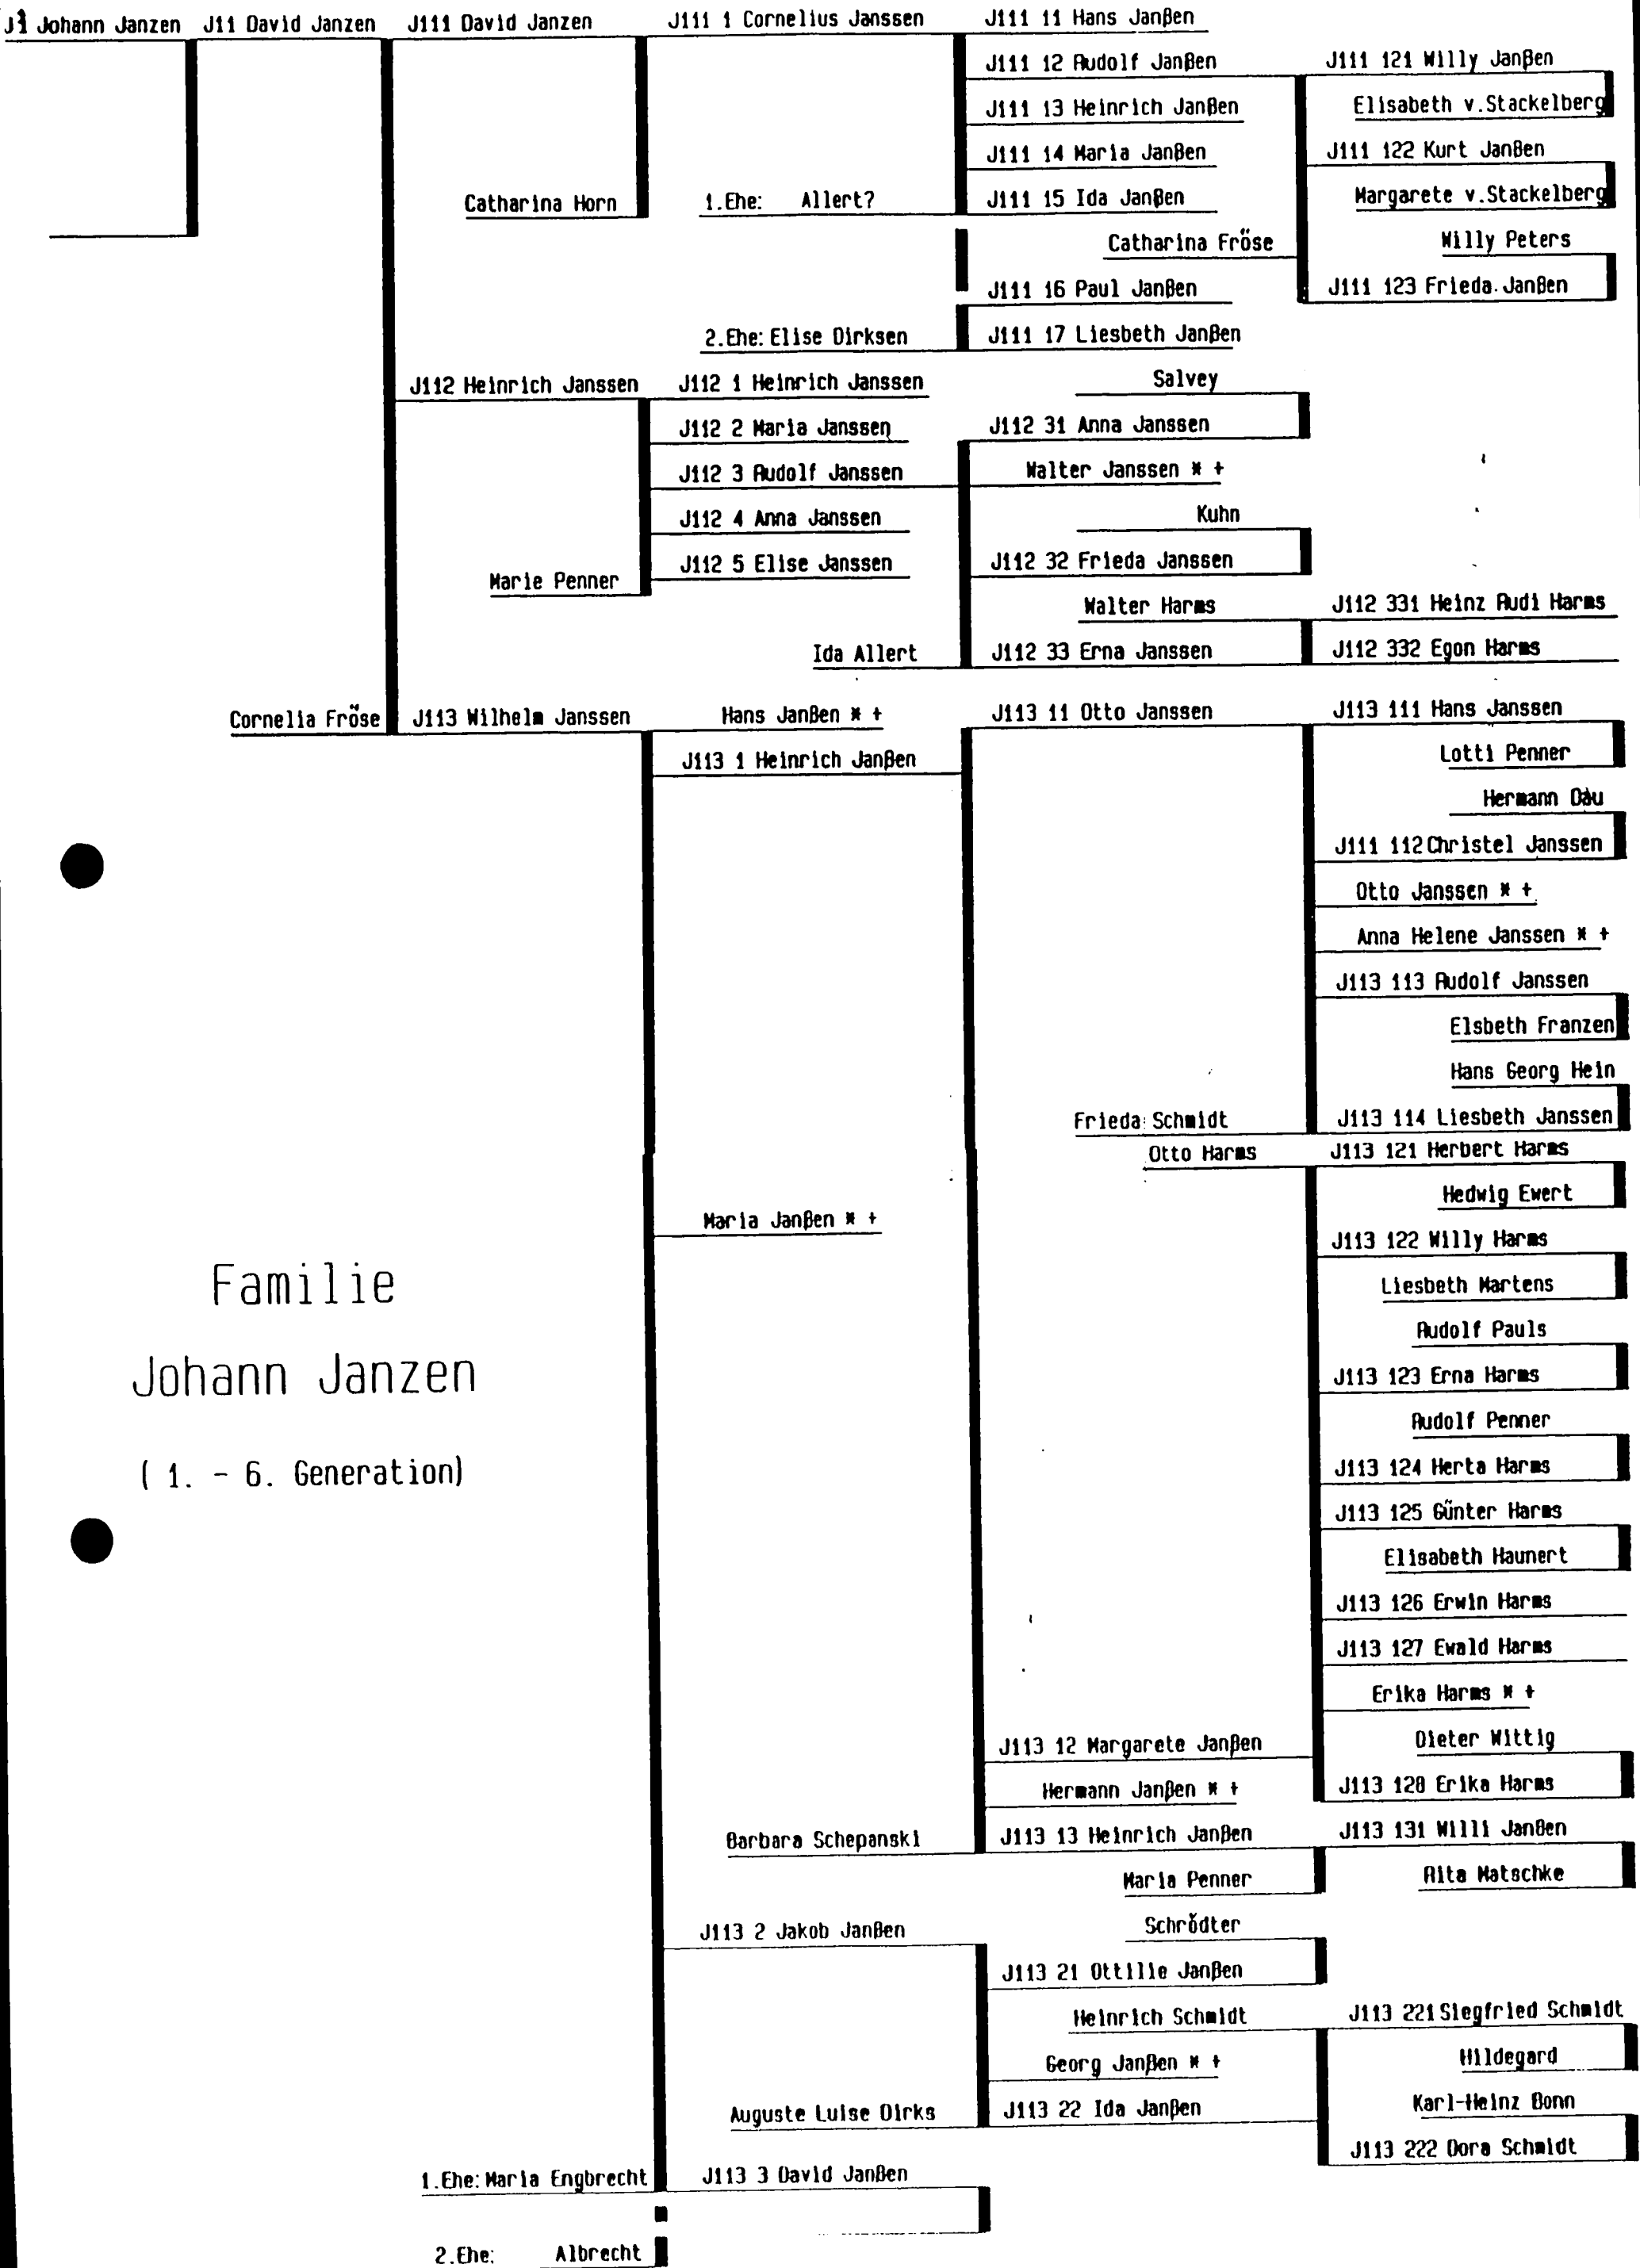 J1 Johann Janzen J11 David Janzen J111 David Janzen J111 1 Cornelius Janssen J111 11 Hans Janßen
J111 12 Rudolf Janßen J111 121 Willy Janßen
J111 13 Heinrich Janßen Elisabeth v.Stackelberg
J111 14 Maria Janßen J111 122 Kurt Janßen
Catharina Horn 1.Ehe: Allert? J111 15 Ida Janßen Margarete v.Stackelberg
Catharina Fröse Willy Peters
J111 16 Paul Janßen J111 123 Frieda Janßen
2.Ehe: Elise Dirksen J111 17 Liesbeth Janßen
J112 Heinrich Janssen J112 1 Heinrich Janssen Salvey
J112 2 Maria Janssen J112 31 Anna Janssen
J112 3 Rudolf Janssen Walter Janssen * +
J112 4 Anna Janssen Kuhn
Marie Penner J112 5 Elise Janssen J112 32 Frieda Janssen
Walter Harms J112 331 Heinz Rudi Harms
Ida Allert J112 33 Erna Janssen J112 332 Egon Harms
Cornelia Fröse J113 Wilhelm Janssen Hans Janßen * + J113 11 Otto Janssen J113 111 Hans Janssen
J113 1 Heinrich Janßen Lotti Penner
Hermann Dau
J111 112 Christel Janssen
Otto Janssen * +
Anna Helene Janssen * +
J113 113 Rudolf Janssen
Elsbeth Franzen
Hans Georg Hein
Frieda Schmidt J113 114 Liesbeth Janssen
Otto Harms J113 121 Herbert Harms
Hedwig Ewert
Maria Janßen * +
J113 122 Willy Harms
Familie
Liesbeth Martens
Rudolf Pauls
Johann Janzen
J113 123 Erna Harms
Rudolf Penner
( 1. - 6. Generation)
J113 124 Herta Harms
J113 125 Günter Harms
Elisabeth Haunert
J113 126 Erwin Harms
J113 127 Ewald Harms
Erika Harms * +
J113 12 Margarete Janßen Dieter Wittig
Hermann Janßen * + J113 128 Erika Harms
Barbara Schepanski J113 13 Heinrich Janßen J113 131 Willi Janßen
Maria Penner Rita Matschke
J113 2 Jakob Janßen Schrödter
J113 21 Ottilie Janßen
Heinrich Schmidt J113 221 Siegfried Schmidt
Georg Janßen * + Hildegard
Auguste Luise Dirks J113 22 Ida Janßen Karl-Heinz Bonn
J113 222 Dora Schmidt
1.Ehe: Maria Engbrecht J113 3 David Janßen
2.Ehe: Albrecht